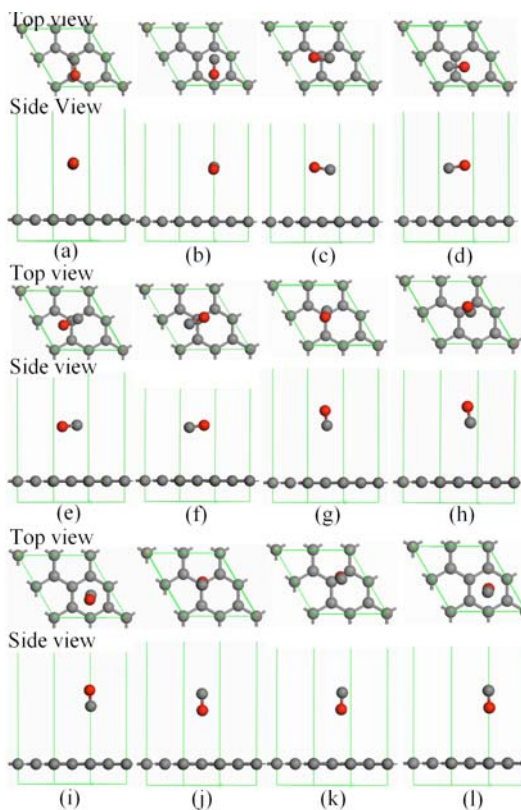 Top view
Side View
(a) (b) (c) (d)
Top view
Side view
(e) (f) (g) (h)
Top view
Side view
(i) (j) (k) (l)